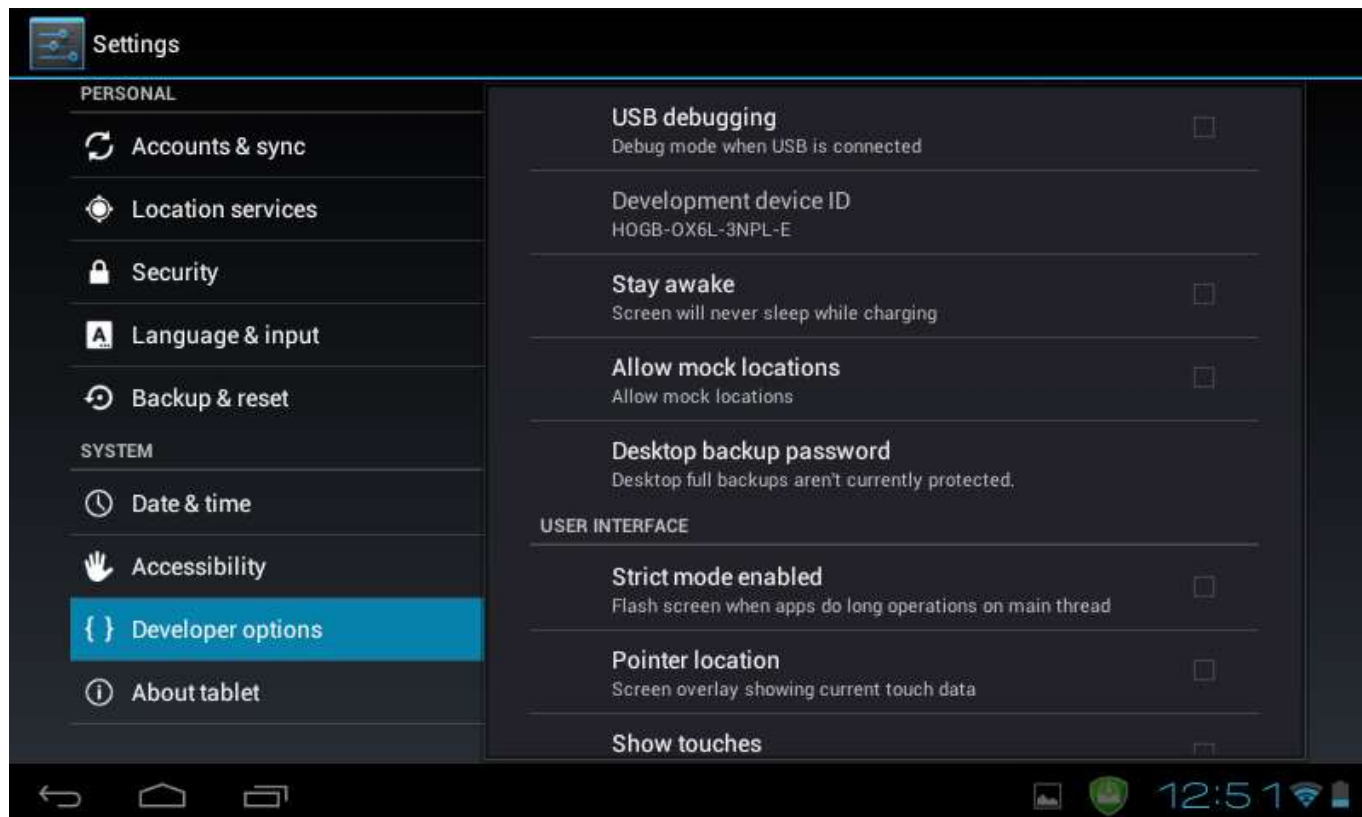 Settings
PERSONAL
Accounts & sync
Location services
Security
Language & input
Backup & reset
SYSTEM
Date & time
Accessibility
{ } Developer options
About tablet
USB debugging
Debug mode when USB is connected
Development device ID
HOGB-OX6L-3NPL-E
Stay awake
Screen will never sleep while charging
Allow mock locations
Allow mock locations
Desktop backup password
Desktop full backups aren't currently protected.
USER INTERFACE
Strict mode enabled
Flash screen when apps do long operations on main thread
Pointer location
Screen overlay showing current touch data
Show touches
12:51